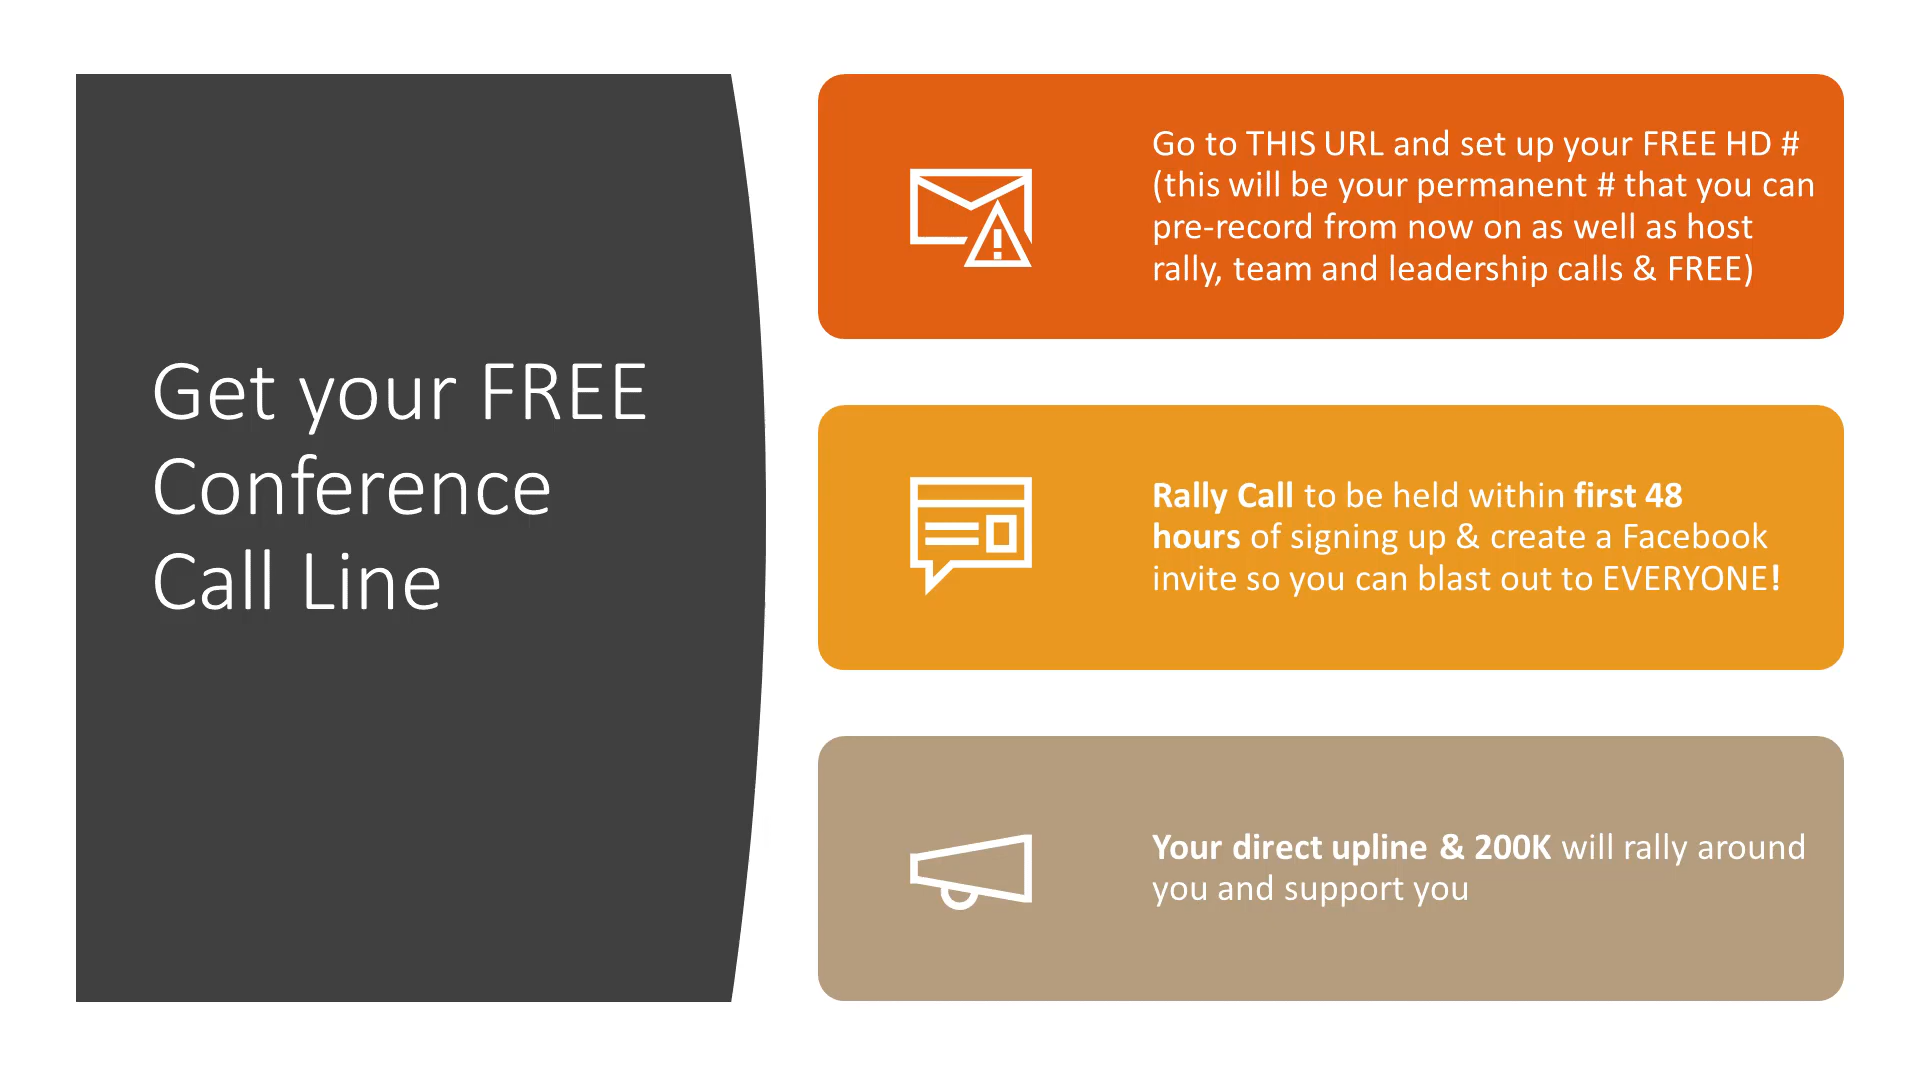 Get your FREE
Conference
Call Line
Go to THIS URL and set up your FREE HD #
(this will be your permanent # that you can
pre-record from now on as well as host
rally, team and leadership calls & FREE)
Rally Call to be held within first 48
hours of signing up & create a Facebook
invite so you can blast out to EVERYONE!
Your direct upline & 200K will rally around
you and support you